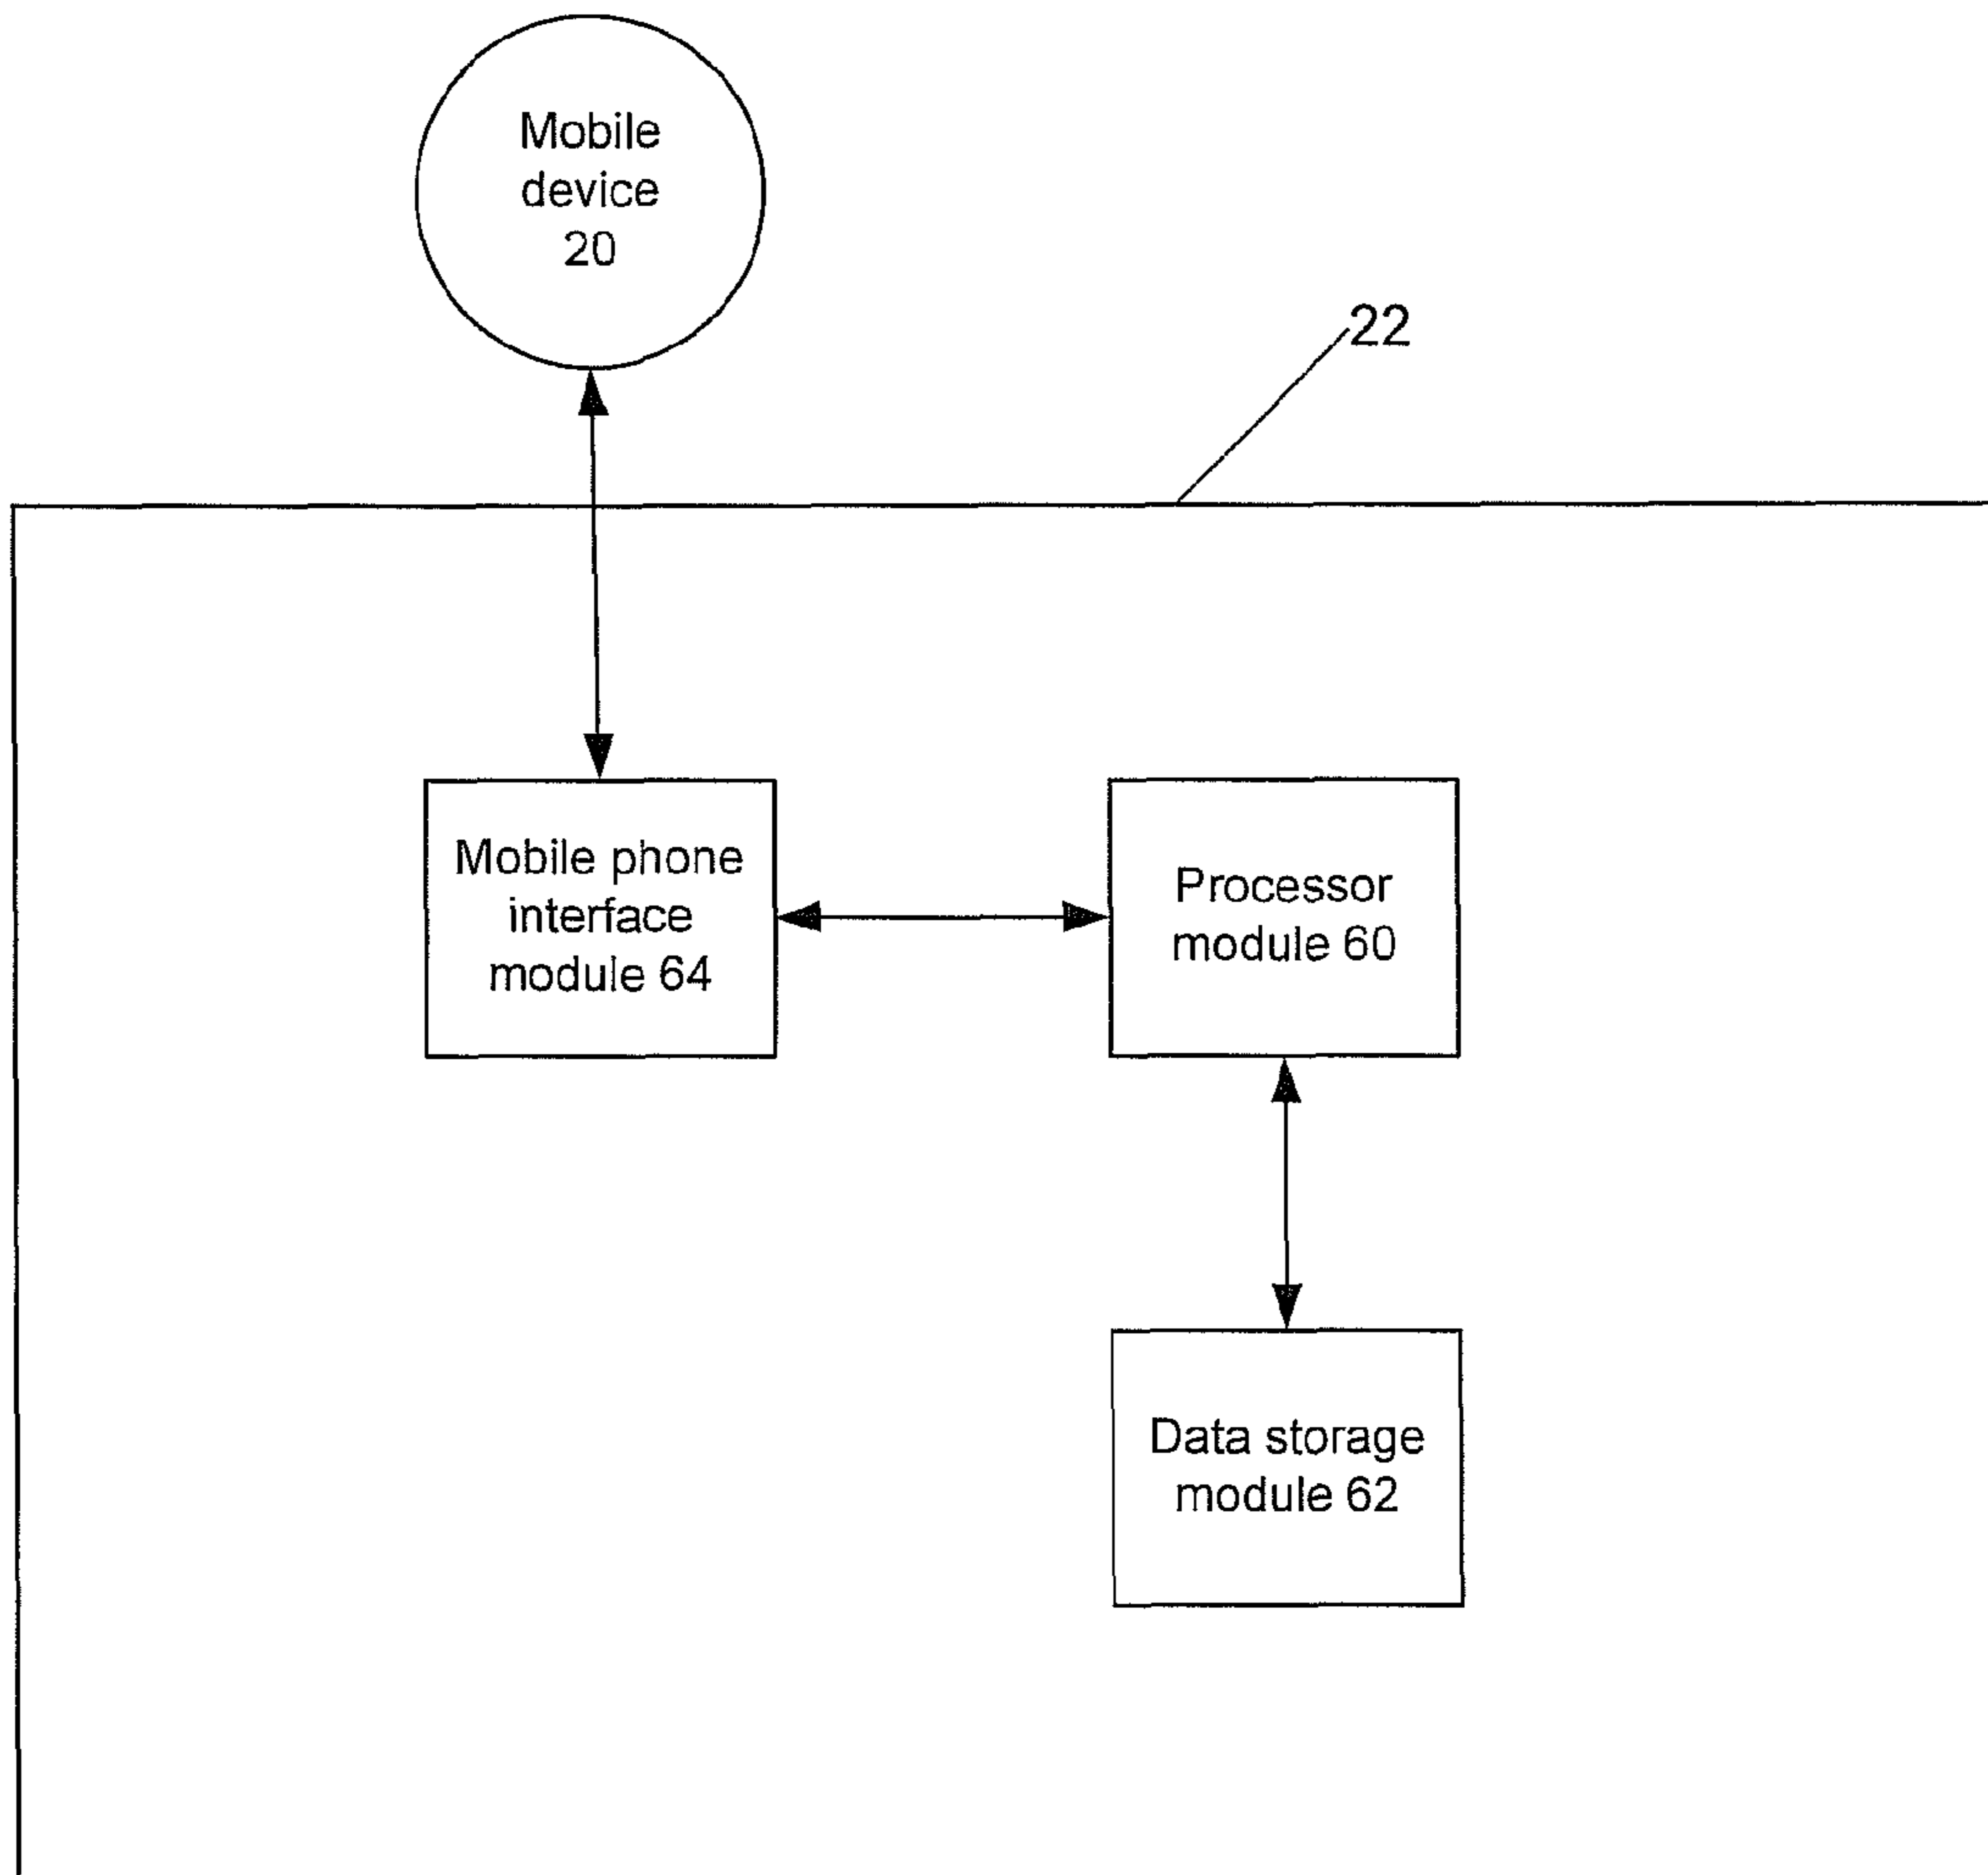 Mobile
device
20
22
Mobile phone
interface
module 64
Processor
module 60
Data storage
module 62